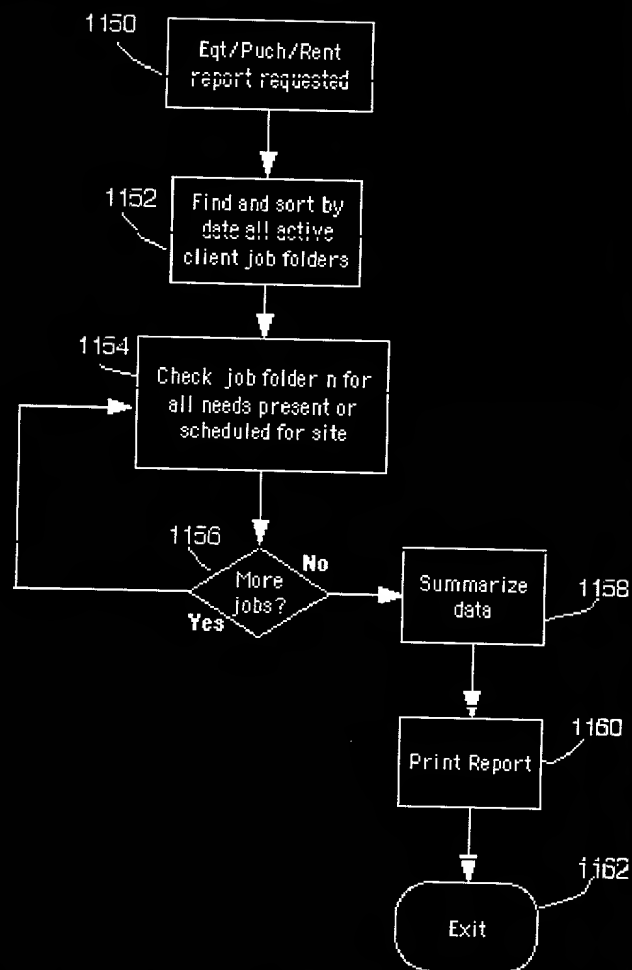 1150
Eqt/Puch/Rent
report requested
1152
Find and sort by
date all active
client job folders
1154
Check job folder n for
all needs present or
scheduled for site
1156
More
jobs?
No
Yes
Summarize
data
1158
Print Report
1160
Exit
1162